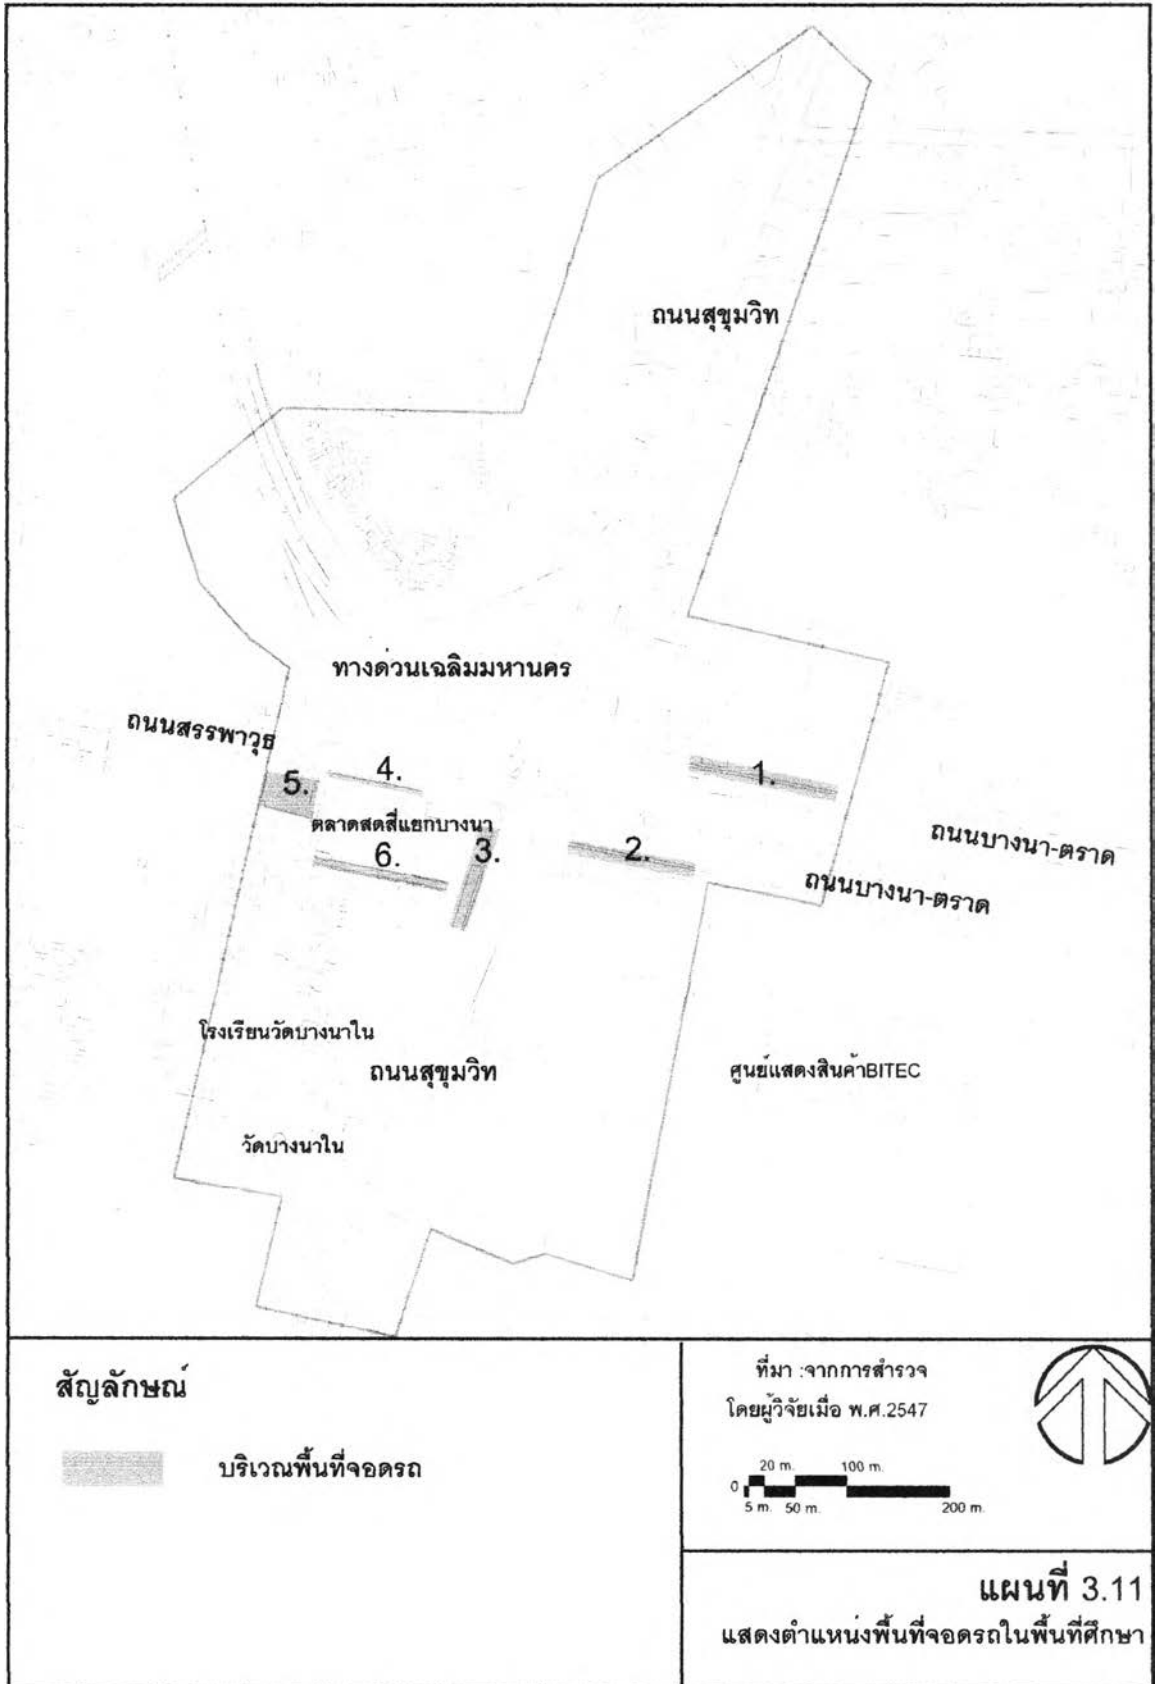 ถนนสุขุมวิท
ทางด่วนเฉลิมมหานคร
ถนนสรรพาวุธ
4.
1.
5.
ตลาดสดสี่แยกบางนา
6.
3.
2.
ถนนบางนา-ตราด
ถนนบางนา-ตราด
โรงเรียนวัดบางนาใน
ถนนสุขุมวิท
ศูนย์แสดงสินค้าBITEC
วัดบางนาใน
สัญลักษณ์
บริเวณพื้นที่จอดรถ
ที่มา :จากการสำรวจ
โดยผู้วิจัยเมื่อ พ.ศ.2547
20 m. 100 m.
0
5 m. 50 m. 200 m.
แผนที่ 3.11
แสดงตำแหน่งพื้นที่จอดรถในพื้นที่ศึกษา